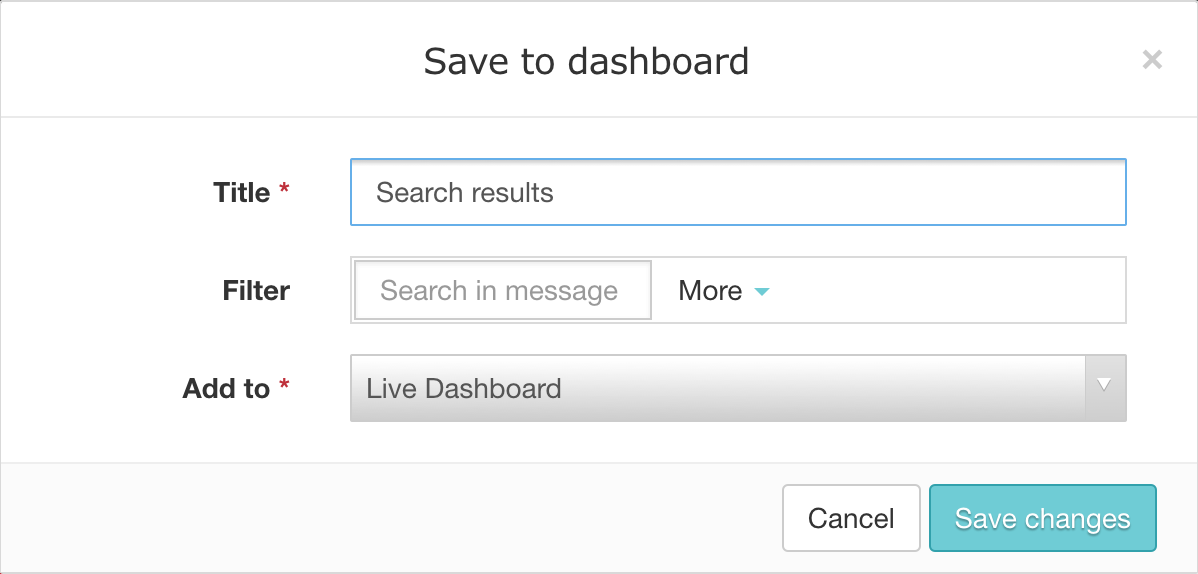 Save to dashboard ×
Title * Search results
Filter Search in message More
Add to * Live Dashboard
Cancel Save changes